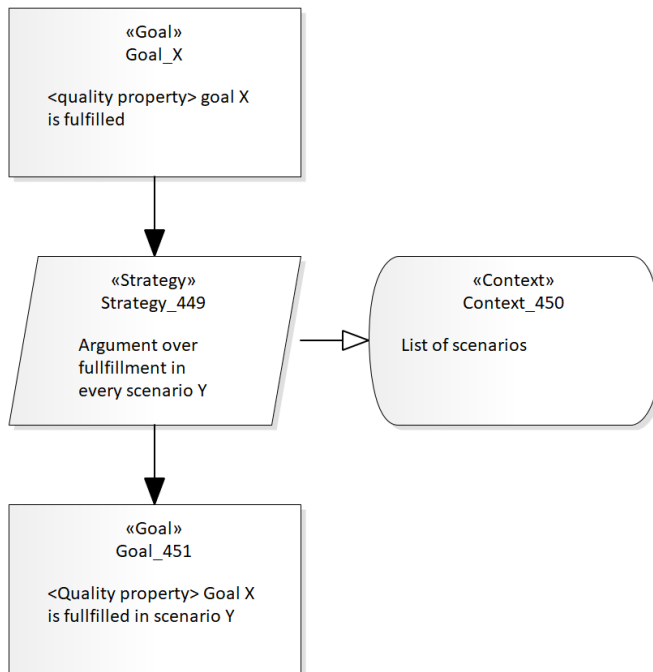 «Goal»
Goal_X
<quality property> goal X
is fulfilled
«Strategy»
Strategy_449
Argument over
fullfillment in
every scenario Y
«Context»
Context_450
List of scenarios
«Goal»
Goal_451
<Quality property> Goal X
is fullfilled in scenario Y